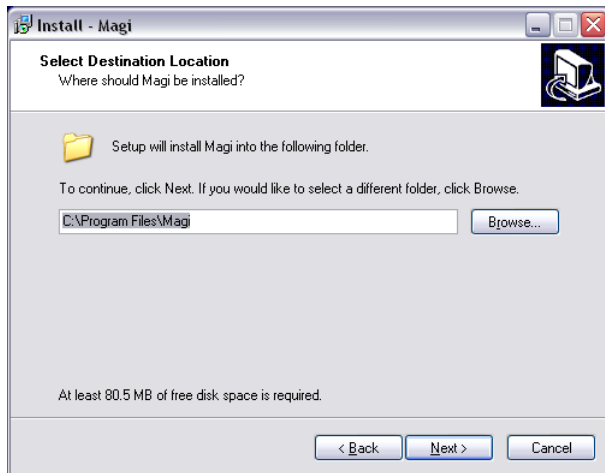 Install - Magi
Select Destination Location
Where should Magi be installed?
Setup will install Magi into the following folder.
To continue, click Next. If you would like to select a different folder, click Browse.
C:\Program Files\Magi
Browse...
At least 80.5 MB of free disk space is required.
< Back
Next >
Cancel